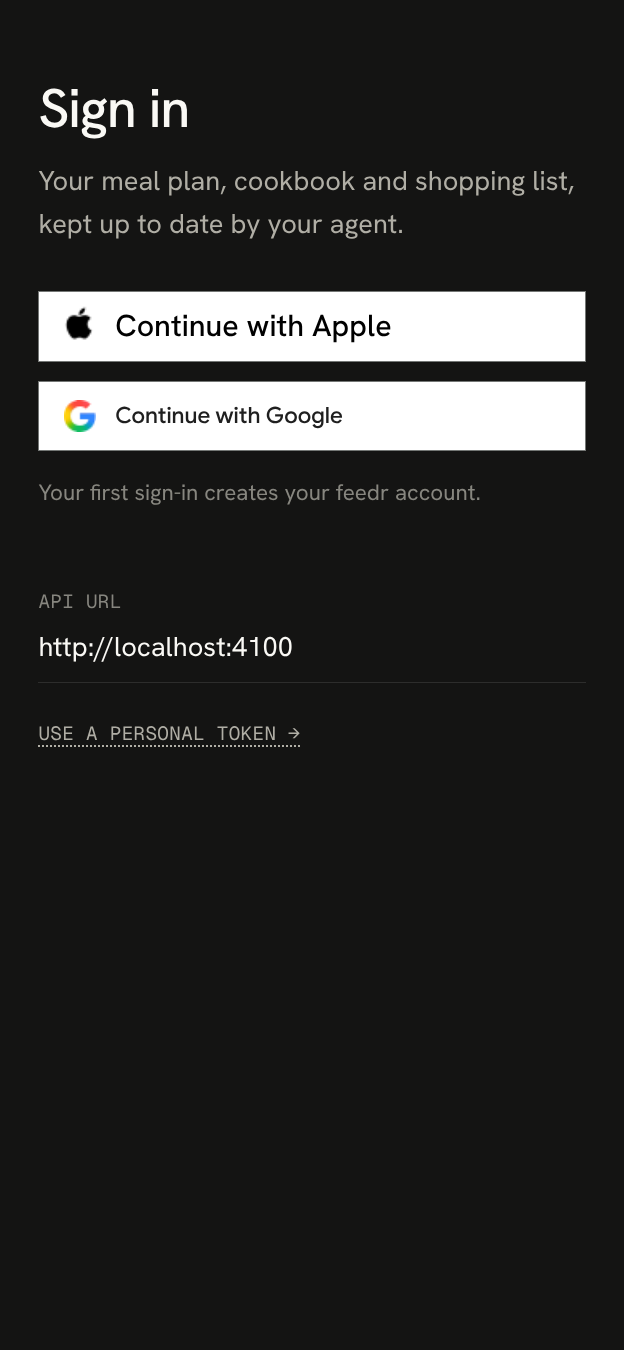 Sign in
Your meal plan, cookbook and shopping list,
kept up to date by your agent.
Continue with Apple
Continue with Google
Your first sign-in creates your feedr account.
API URL
http://localhost:4100
USE A PERSONAL TOKEN →